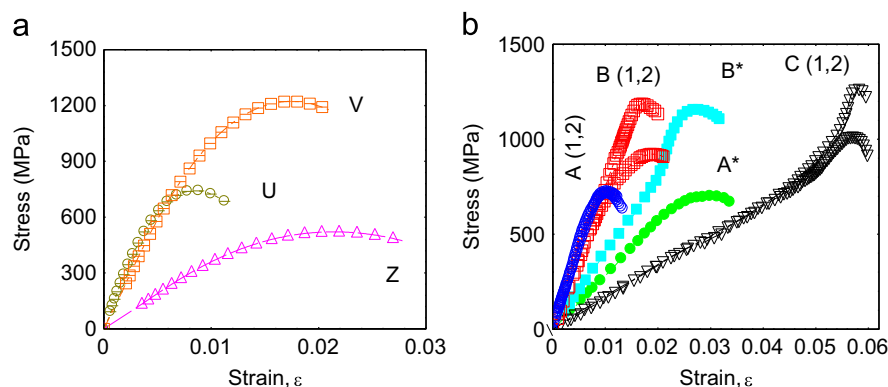 a
1500
1200
900
600
300
0
Stress (MPa)
V
U
Z
0
0.01
0.02
0.03
Strain, ε
b
1500
1000
500
0
Stress (MPa)
A (1,2)
B (1,2)
B*
C (1,2)
A*
0
0.01
0.02
0.03
0.04
0.05
0.06
Strain, ε